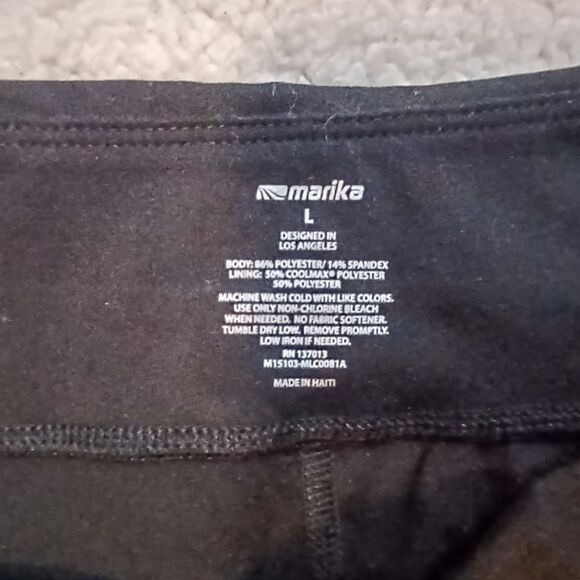 marika
L
DESIGNED IN
LOS ANGELES
BODY: 86% POLYESTER/ 14% SPANDEX
LINING: 50% COOLMAX® POLYESTER
50% POLYESTER
MACHINE WASH COLD WITH LIKE COLORS.
USE ONLY NON-CHLORINE BLEACH
WHEN NEEDED. NO FABRIC SOFTENER.
TUMBLE DRY LOW. REMOVE PROMPTLY.
LOW IRON IF NEEDED.
RN 137013
M15103-MLC0081A
MADE IN HAITI